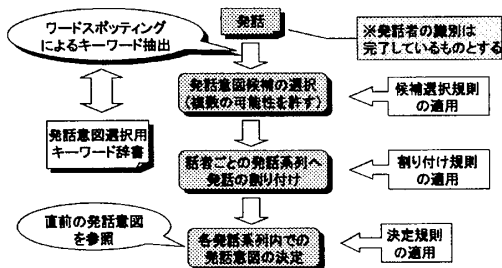 ワードスポッティング
によるキーワード抽出
発話
※発話者の識別は
完了しているものとする
発話意図候補の選択
(複数の可能性を許す)
候補選択規則
の適用
発話意図選択用
キーワード辞書
話者ごとの発話系列へ
発話の割り付け
割り付け規則
の適用
直前の発話意図
を参照
各発話系列内での
発話意図の決定
決定規則
の適用